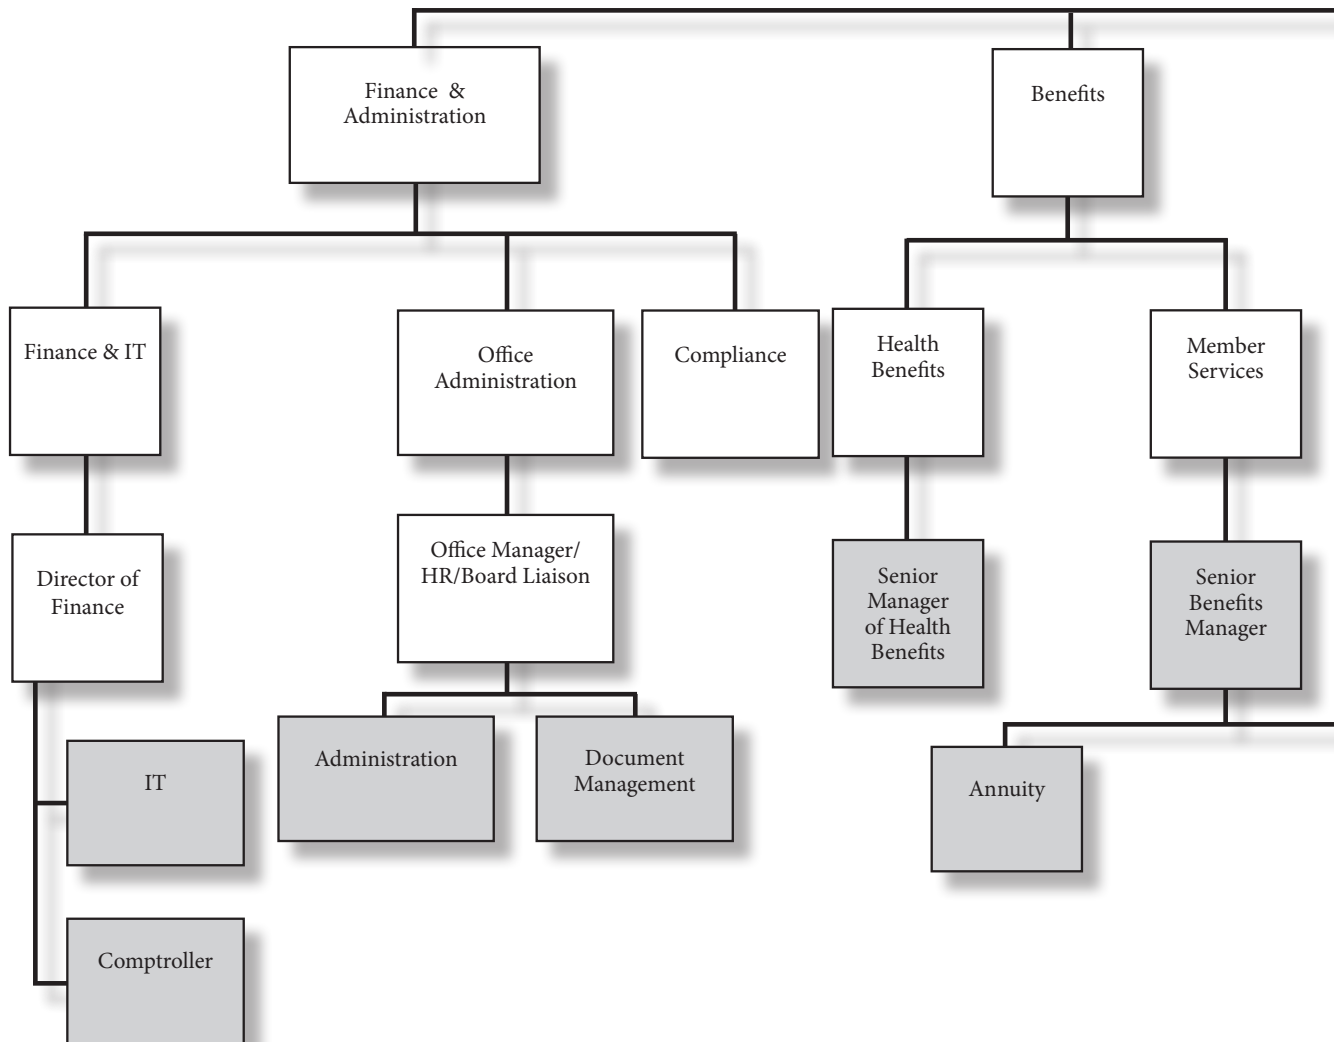 Finance &
Administration
Benefits
Finance & IT
Office
Administration
Compliance
Health
Benefits
Member
Services
Director of
Finance
Office Manager/
HR/Board Liaison
Senior
Manager
of Health
Benefits
Senior
Benefits
Manager
IT
Administration
Document
Management
Annuity
Comptroller